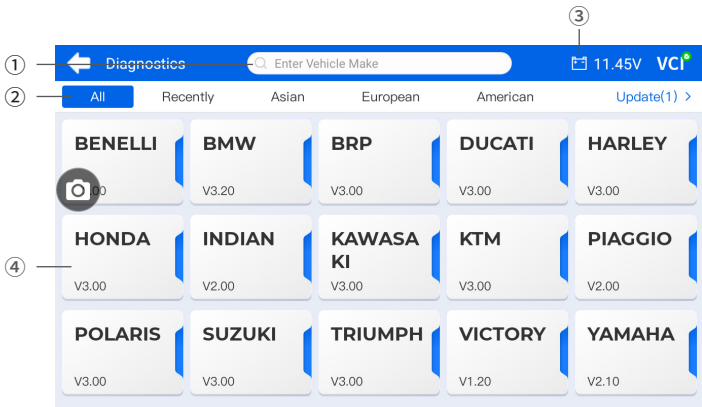 ③
① Diagnostics Enter Vehicle Make 11.45V VCI 6
② All Recently Asian European American Update(1) >
BENELLI BMW BRP DUCATI HARLEY
.00 V3.20 V3.00 V3.00 V3.00
④ HONDA INDIAN KAWASA KTM PIAGGIO
KI
V3.00 V2.00 V3.00 V3.00 V2.00
POLARIS SUZUKI TRIUMPH VICTORY YAMAHA
V3.00 V3.00 V3.00 V1.20 V2.10